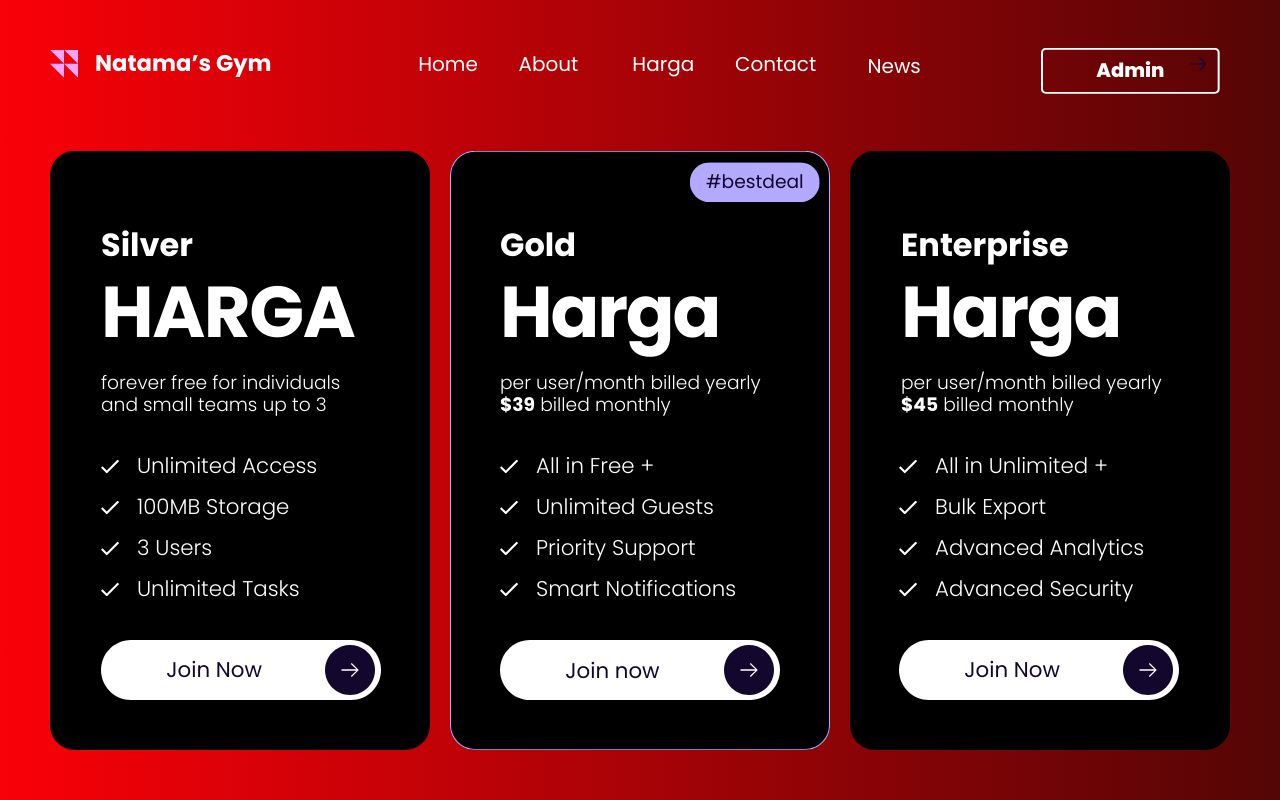 Natama’s Gym
Home
About
Harga
Contact
News
Admin
Silver
HARGA
forever free for individuals
and small teams up to 3
Unlimited Access
100MB Storage
3 Users
Unlimited Tasks
Join Now
#bestdeal
Gold
Harga
per user/month billed yearly
$39 billed monthly
All in Free +
Unlimited Guests
Priority Support
Smart Notifications
Join now
Enterprise
Harga
per user/month billed yearly
$45 billed monthly
All in Unlimited +
Bulk Export
Advanced Analytics
Advanced Security
Join Now